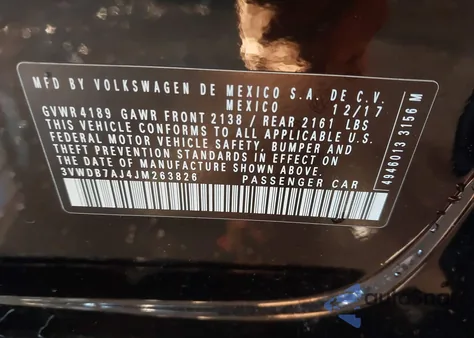 MFD BY VOLKSWAGEN DE MEXICO S.A. DE C.V.
MEXICO 12/17
GVWR 4189 GAWR FRONT 2138 / REAR 2161 LBS
THIS VEHICLE CONFORMS TO ALL APPLICABLE U.S.
FEDERAL MOTOR VEHICLE SAFETY, BUMPER AND
THEFT PREVENTION STANDARDS IN EFFECT ON
THE DATE OF MANUFACTURE SHOWN ABOVE.
3VWDB7AJ4JM263826 PASSENGER CAR
4946013 3156 M